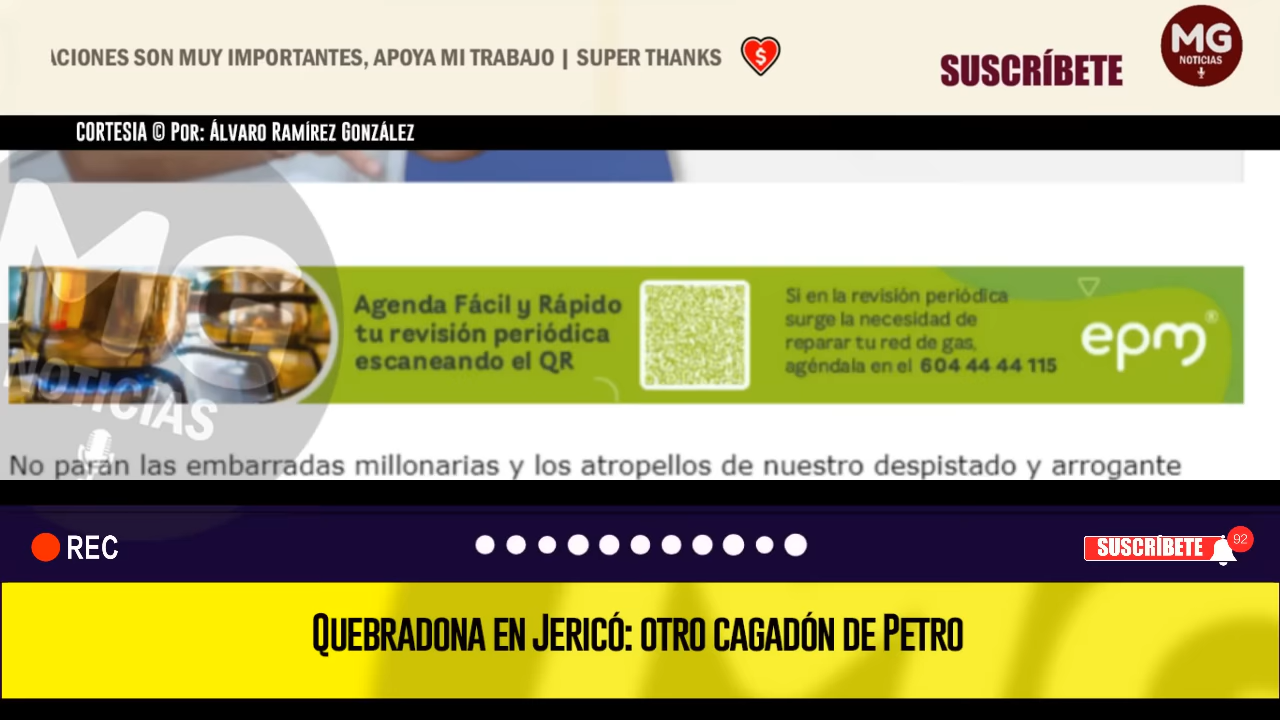 ACIONES SON MUY IMPORTANTES, APOYA MI TRABAJO | SUPER THANKS
$
SUSCRÍBETE
MG
NOTICIAS
CORTESIA © Por: Álvaro Ramírez González
MG
NOTICIAS
Agenda Fácil y Rápido
tu revisión periódica
escaneando el QR
Si en la revisión periódica
surge la necesidad de
reparar tu red de gas,
agéndala en el 604 44 44 115
epm®
No paran las embarradas millonarias y los atropellos de nuestro despistado y arrogante
REC
SUSCRÍBETE
92
Quebradona en Jericó: otro cagadón de Petro